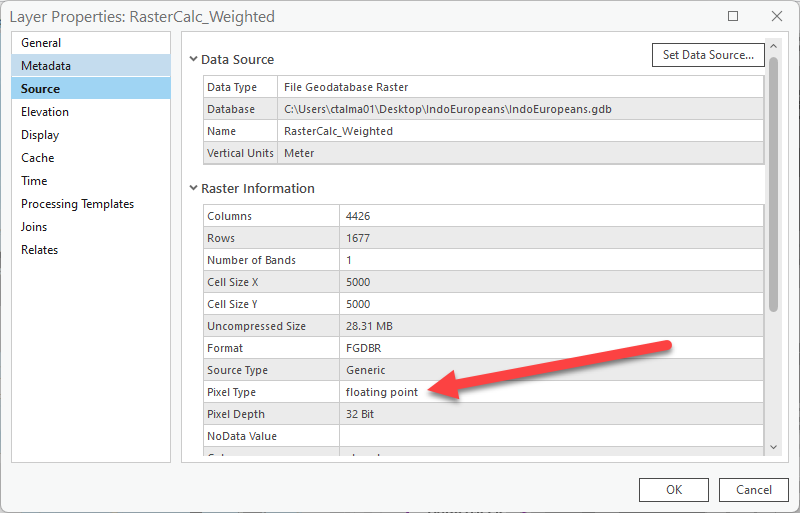 Layer Properties: RasterCalc_Weighted
General
Metadata
Source
Elevation
Display
Cache
Time
Processing Templates
Joins
Relates
Set Data Source...
Data Source
Data Type File Geodatabase Raster
Database C:\Users\ctalma01\Desktop\IndoEuropeans\IndoEuropeans.gdb
Name RasterCalc_Weighted
Vertical Units Meter
Raster Information
Columns 4426
Rows 1677
Number of Bands 1
Cell Size X 5000
Cell Size Y 5000
Uncompressed Size 28.31 MB
Format FGDBR
Source Type Generic
Pixel Type floating point
Pixel Depth 32 Bit
NoData Value
OK Cancel